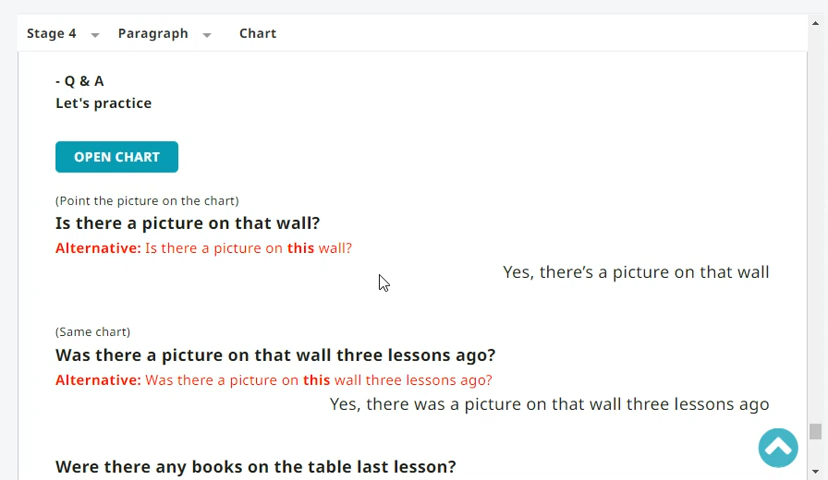 Stage 4 Paragraph Chart
- Q & A
Let's practice
OPEN CHART
(Point the picture on the chart)
Is there a picture on that wall?
Alternative: Is there a picture on this wall?
Yes, there's a picture on that wall
(Same chart)
Was there a picture on that wall three lessons ago?
Alternative: Was there a picture on this wall three lessons ago?
Yes, there was a picture on that wall three lessons ago
Were there any books on the table last lesson?